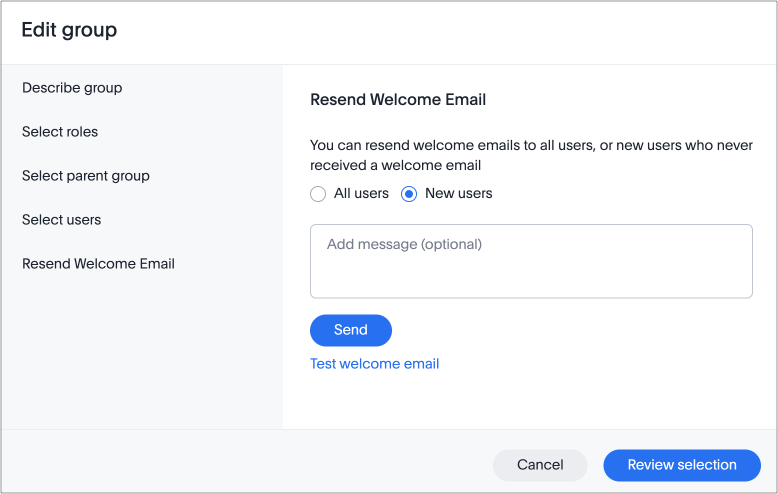 Edit group
Describe group
Select roles
Select parent group
Select users
Resend Welcome Email
Resend Welcome Email
You can resend welcome emails to all users, or new users who never
received a welcome email
All users New users
Add message (optional)
Send
Test welcome email
Cancel Review selection